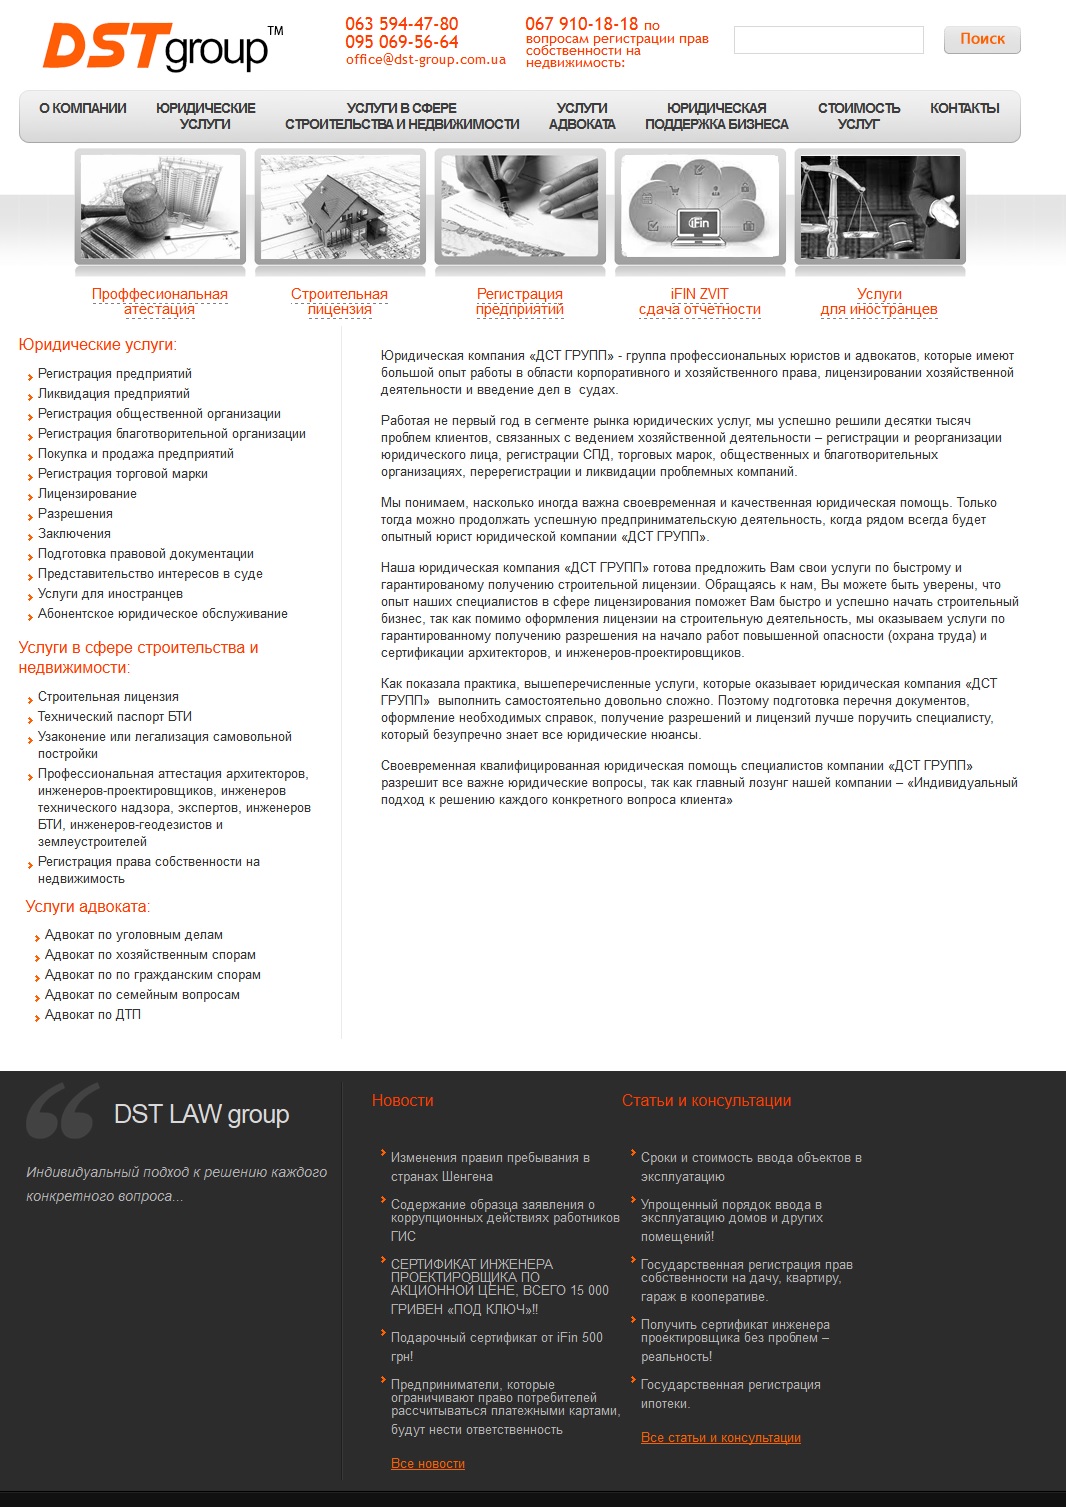 DSTgroup™
063 594-47-80
095 069-56-64
office@dst-group.com.ua
067 910-18-18 по
вопросам регистрации прав
собственности на
недвижимость:
Поиск
О КОМПАНИИ
ЮРИДИЧЕСКИЕ
УСЛУГИ
УСЛУГИ В СФЕРЕ
СТРОИТЕЛЬСТВА И НЕДВИЖИМОСТИ
УСЛУГИ
АДВОКАТА
ЮРИДИЧЕСКАЯ
ПОДДЕРЖКА БИЗНЕСА
СТОИМОСТЬ
УСЛУГ
КОНТАКТЫ
iFin
Проффесиональная
атестация
Строительная
лицензия
Регистрация
предприятий
iFIN ZVIT
сдача отчетности
Услуги
для иностранцев
Юридические услуги:
Регистрация предприятий
Ликвидация предприятий
Регистрация общественной организации
Регистрация благотворительной организации
Покупка и продажа предприятий
Регистрация торговой марки
Лицензирование
Разрешения
Заключения
Подготовка правовой документации
Представительство интересов в суде
Услуги для иностранцев
Абонентское юридическое обслуживание
Услуги в сфере строительства и
недвижимости:
Строительная лицензия
Технический паспорт БТИ
Узаконение или легализация самовольной
постройки
Профессиональная аттестация архитекторов,
инженеров-проектировщиков, инженеров
технического надзора, экспертов, инженеров
БТИ, инженеров-геодезистов и
землеустроителей
Регистрация права собственности на
недвижимость
Услуги адвоката:
Адвокат по уголовным делам
Адвокат по хозяйственным спорам
Адвокат по по гражданским спорам
Адвокат по семейным вопросам
Адвокат по ДТП
Юридическая компания «ДСТ ГРУПП» - группа профессиональных юристов и адвокатов, которые имеют
большой опыт работы в области корпоративного и хозяйственного права, лицензировании хозяйственной
деятельности и введение дел в  судах.
Работая не первый год в сегменте рынка юридических услуг, мы успешно решили десятки тысяч
проблем клиентов, связанных с ведением хозяйственной деятельности – регистрации и реорганизации
юридического лица, регистрации СПД, торговых марок, общественных и благотворительных
организациях, перерегистрации и ликвидации проблемных компаний.
Мы понимаем, насколько иногда важна своевременная и качественная юридическая помощь. Только
тогда можно продолжать успешную предпринимательскую деятельность, когда рядом всегда будет
опытный юрист юридической компании «ДСТ ГРУПП».
Наша юридическая компания «ДСТ ГРУПП» готова предложить Вам свои услуги по быстрому и
гарантированому получению строительной лицензии. Обращаясь к нам, Вы можете быть уверены, что
опыт наших специалистов в сфере лицензирования поможет Вам быстро и успешно начать строительный
бизнес, так как помимо оформления лицензии на строительную деятельность, мы оказываем услуги по
гарантированному получению разрешения на начало работ повышенной опасности (охрана труда) и
сертификации архитекторов, и инженеров-проектировщиков.
Как показала практика, вышеперечисленные услуги, которые оказывает юридическая компания «ДСТ
ГРУПП»  выполнить самостоятельно довольно сложно. Поэтому подготовка перечня документов,
оформление необходимых справок, получение разрешений и лицензий лучше поручить специалисту,
который безупречно знает все юридические нюансы.
Своевременная квалифицированная юридическая помощь специалистов компании «ДСТ ГРУПП»
разрешит все важне юридические вопросы, так как главный лозунг нашей компании – «Индивидуальный
подход к решению каждого конкретного вопроса клиента»
DST LAW group
Индивидуальный подход к решению каждого
конкретного вопроса...
Новости
Изменения правил пребывания в
странах Шенгена
Содержание образца заявления о
коррупционных действиях работников
ГИС
СЕРТИФИКАТ ИНЖЕНЕРА
ПРОЕКТИРОВЩИКА ПО
АКЦИОННОЙ ЦЕНЕ, ВСЕГО 15 000
ГРИВЕН «ПОД КЛЮЧ»!!
Подарочный сертификат от iFin 500
грн!
Предприниматели, которые
ограничивают право потребителей
рассчитываться платежными картами,
будут нести ответственность
Все новости
Статьи и консультации
Сроки и стоимость ввода объектов в
эксплуатацию
Упрощенный порядок ввода в
эксплуатацию домов и других
помещений!
Государственная регистрация прав
собственности на дачу, квартиру,
гараж в кооперативе.
Получить сертификат инженера
проектировщика без проблем –
реальность!
Государственная регистрация
ипотеки.
Все статьи и консультации